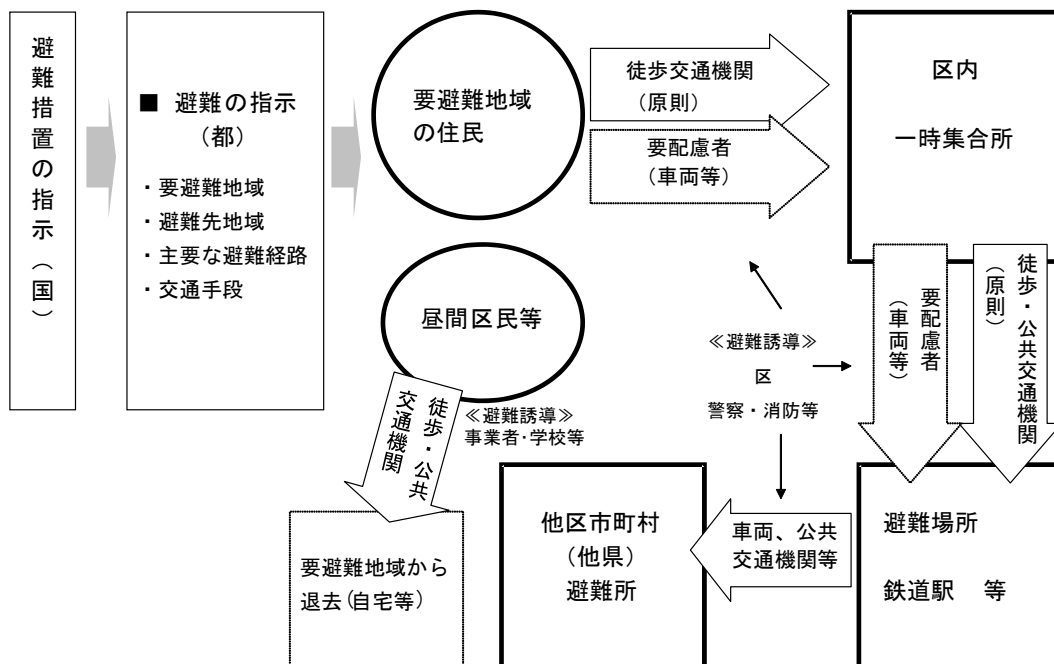 避難措置の指示（国）
■ 避難の指示
（都）
・要避難地域
・避難先地域
・主要な避難経路
・交通手段
要避難地域
の住民
徒歩交通機関
（原則）
要配慮者
（車両等）
区内
一時集合所
昼間区民等
徒歩・公共
交通機関
≪避難誘導≫
事業者・学校等
≪避難誘導≫
区
警察・消防等
要配慮者
（車両等）
徒歩・公共交通機関
（原則）
要避難地域から
退去（自宅等）
他区市町村
（他県）
避難所
車両、公共
交通機関等
避難場所
鉄道駅　等